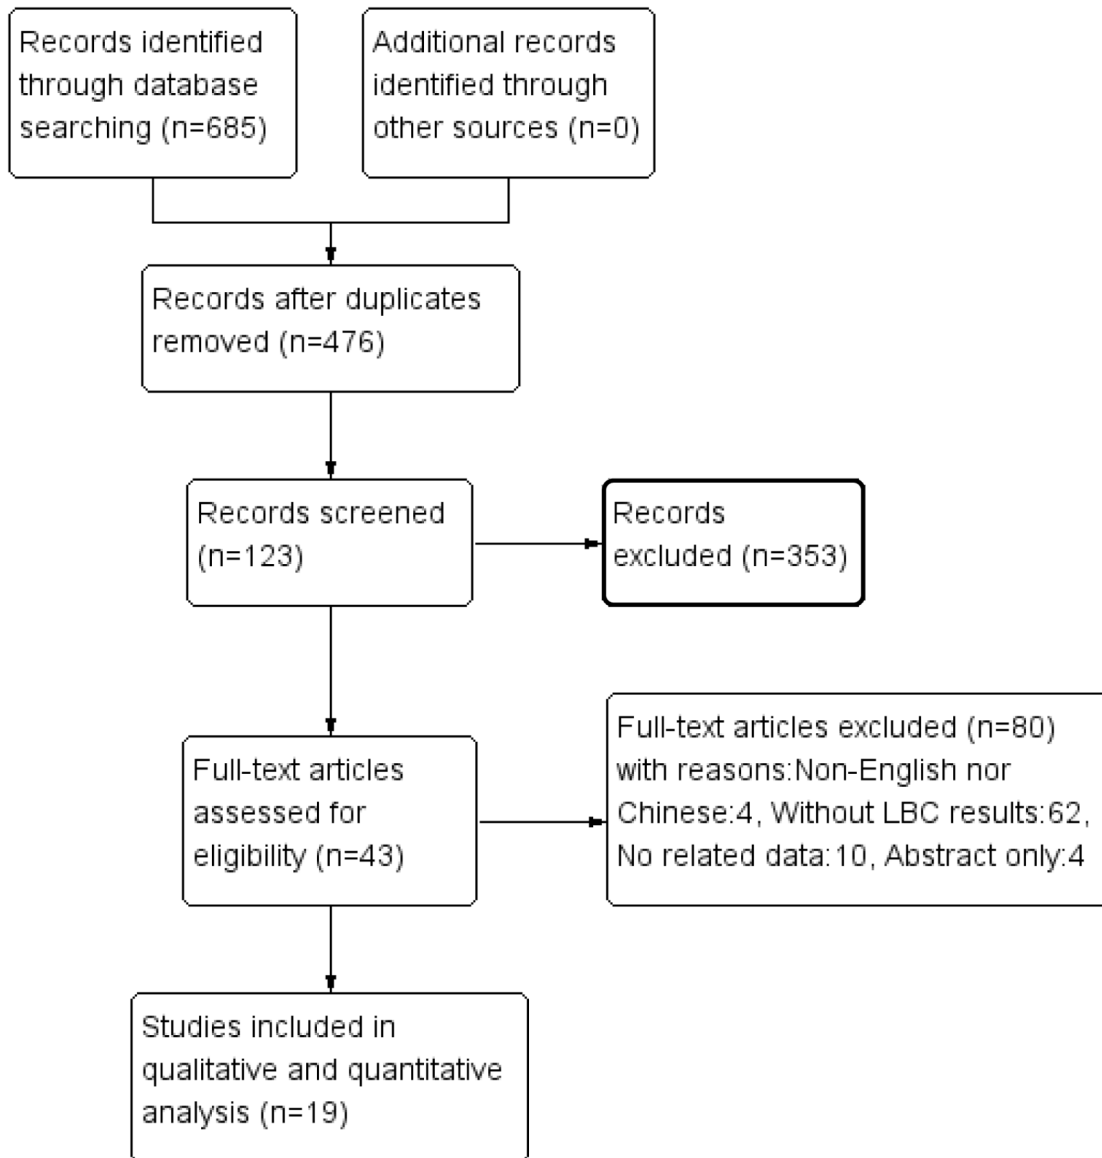 Records identified
through database
searching (n=685)
Additional records
identified through
other sources (n=0)
Records after duplicates
removed (n=476)
Records screened
(n=123)
Records
excluded (n=353)
Full-text articles
assessed for
eligibility (n=43)
Full-text articles excluded (n=80)
with reasons:Non-English nor
Chinese:4, Without LBC results:62,
No related data:10, Abstract only:4
Studies included in
qualitative and quantitative
analysis (n=19)